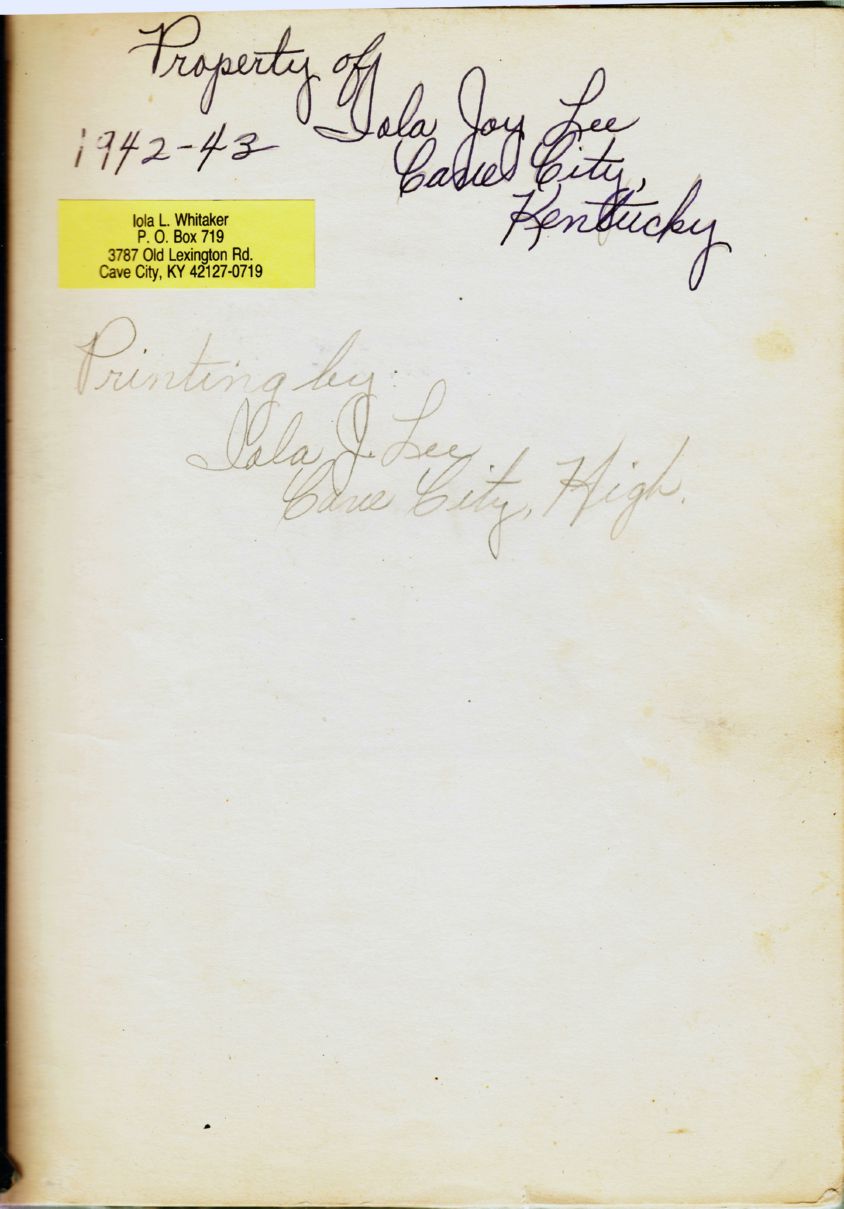 Property of
Iola Joy Lee
1942-43
Cave City,
Kentucky
Iola L. Whitaker
P. O. Box 719
3787 Old Lexington Rd.
Cave City, KY 42127-0719
Printing by:
Iola J. Lee
Cave City, High.